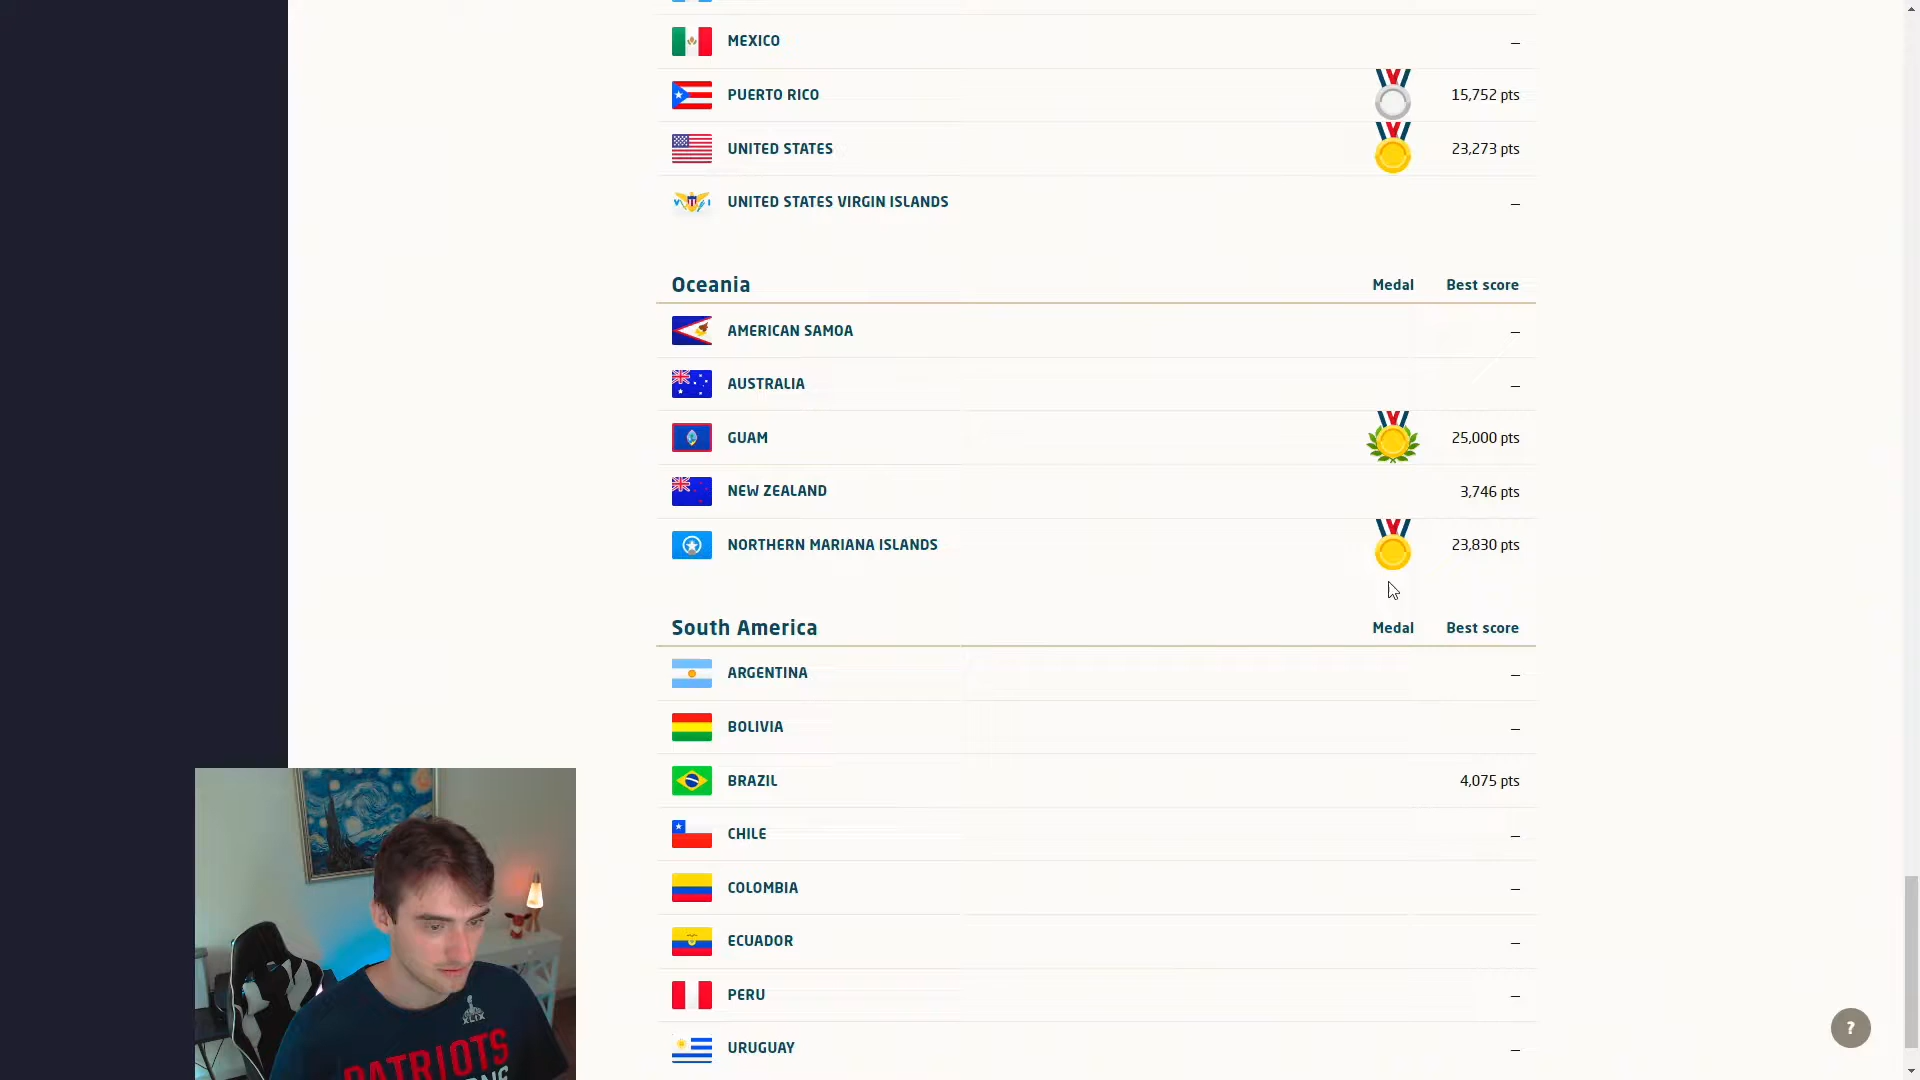 MEXICO –
PUERTO RICO 15,752 pts
UNITED STATES 23,273 pts
UNITED STATES VIRGIN ISLANDS –
Oceania Medal Best score
AMERICAN SAMOA –
AUSTRALIA –
GUAM 25,000 pts
NEW ZEALAND 3,746 pts
NORTHERN MARIANA ISLANDS 23,830 pts
South America Medal Best score
ARGENTINA –
BOLIVIA –
BRAZIL 4,075 pts
CHILE –
COLOMBIA –
ECUADOR –
PERU –
URUGUAY –
?
XLIX
PATRIOTS